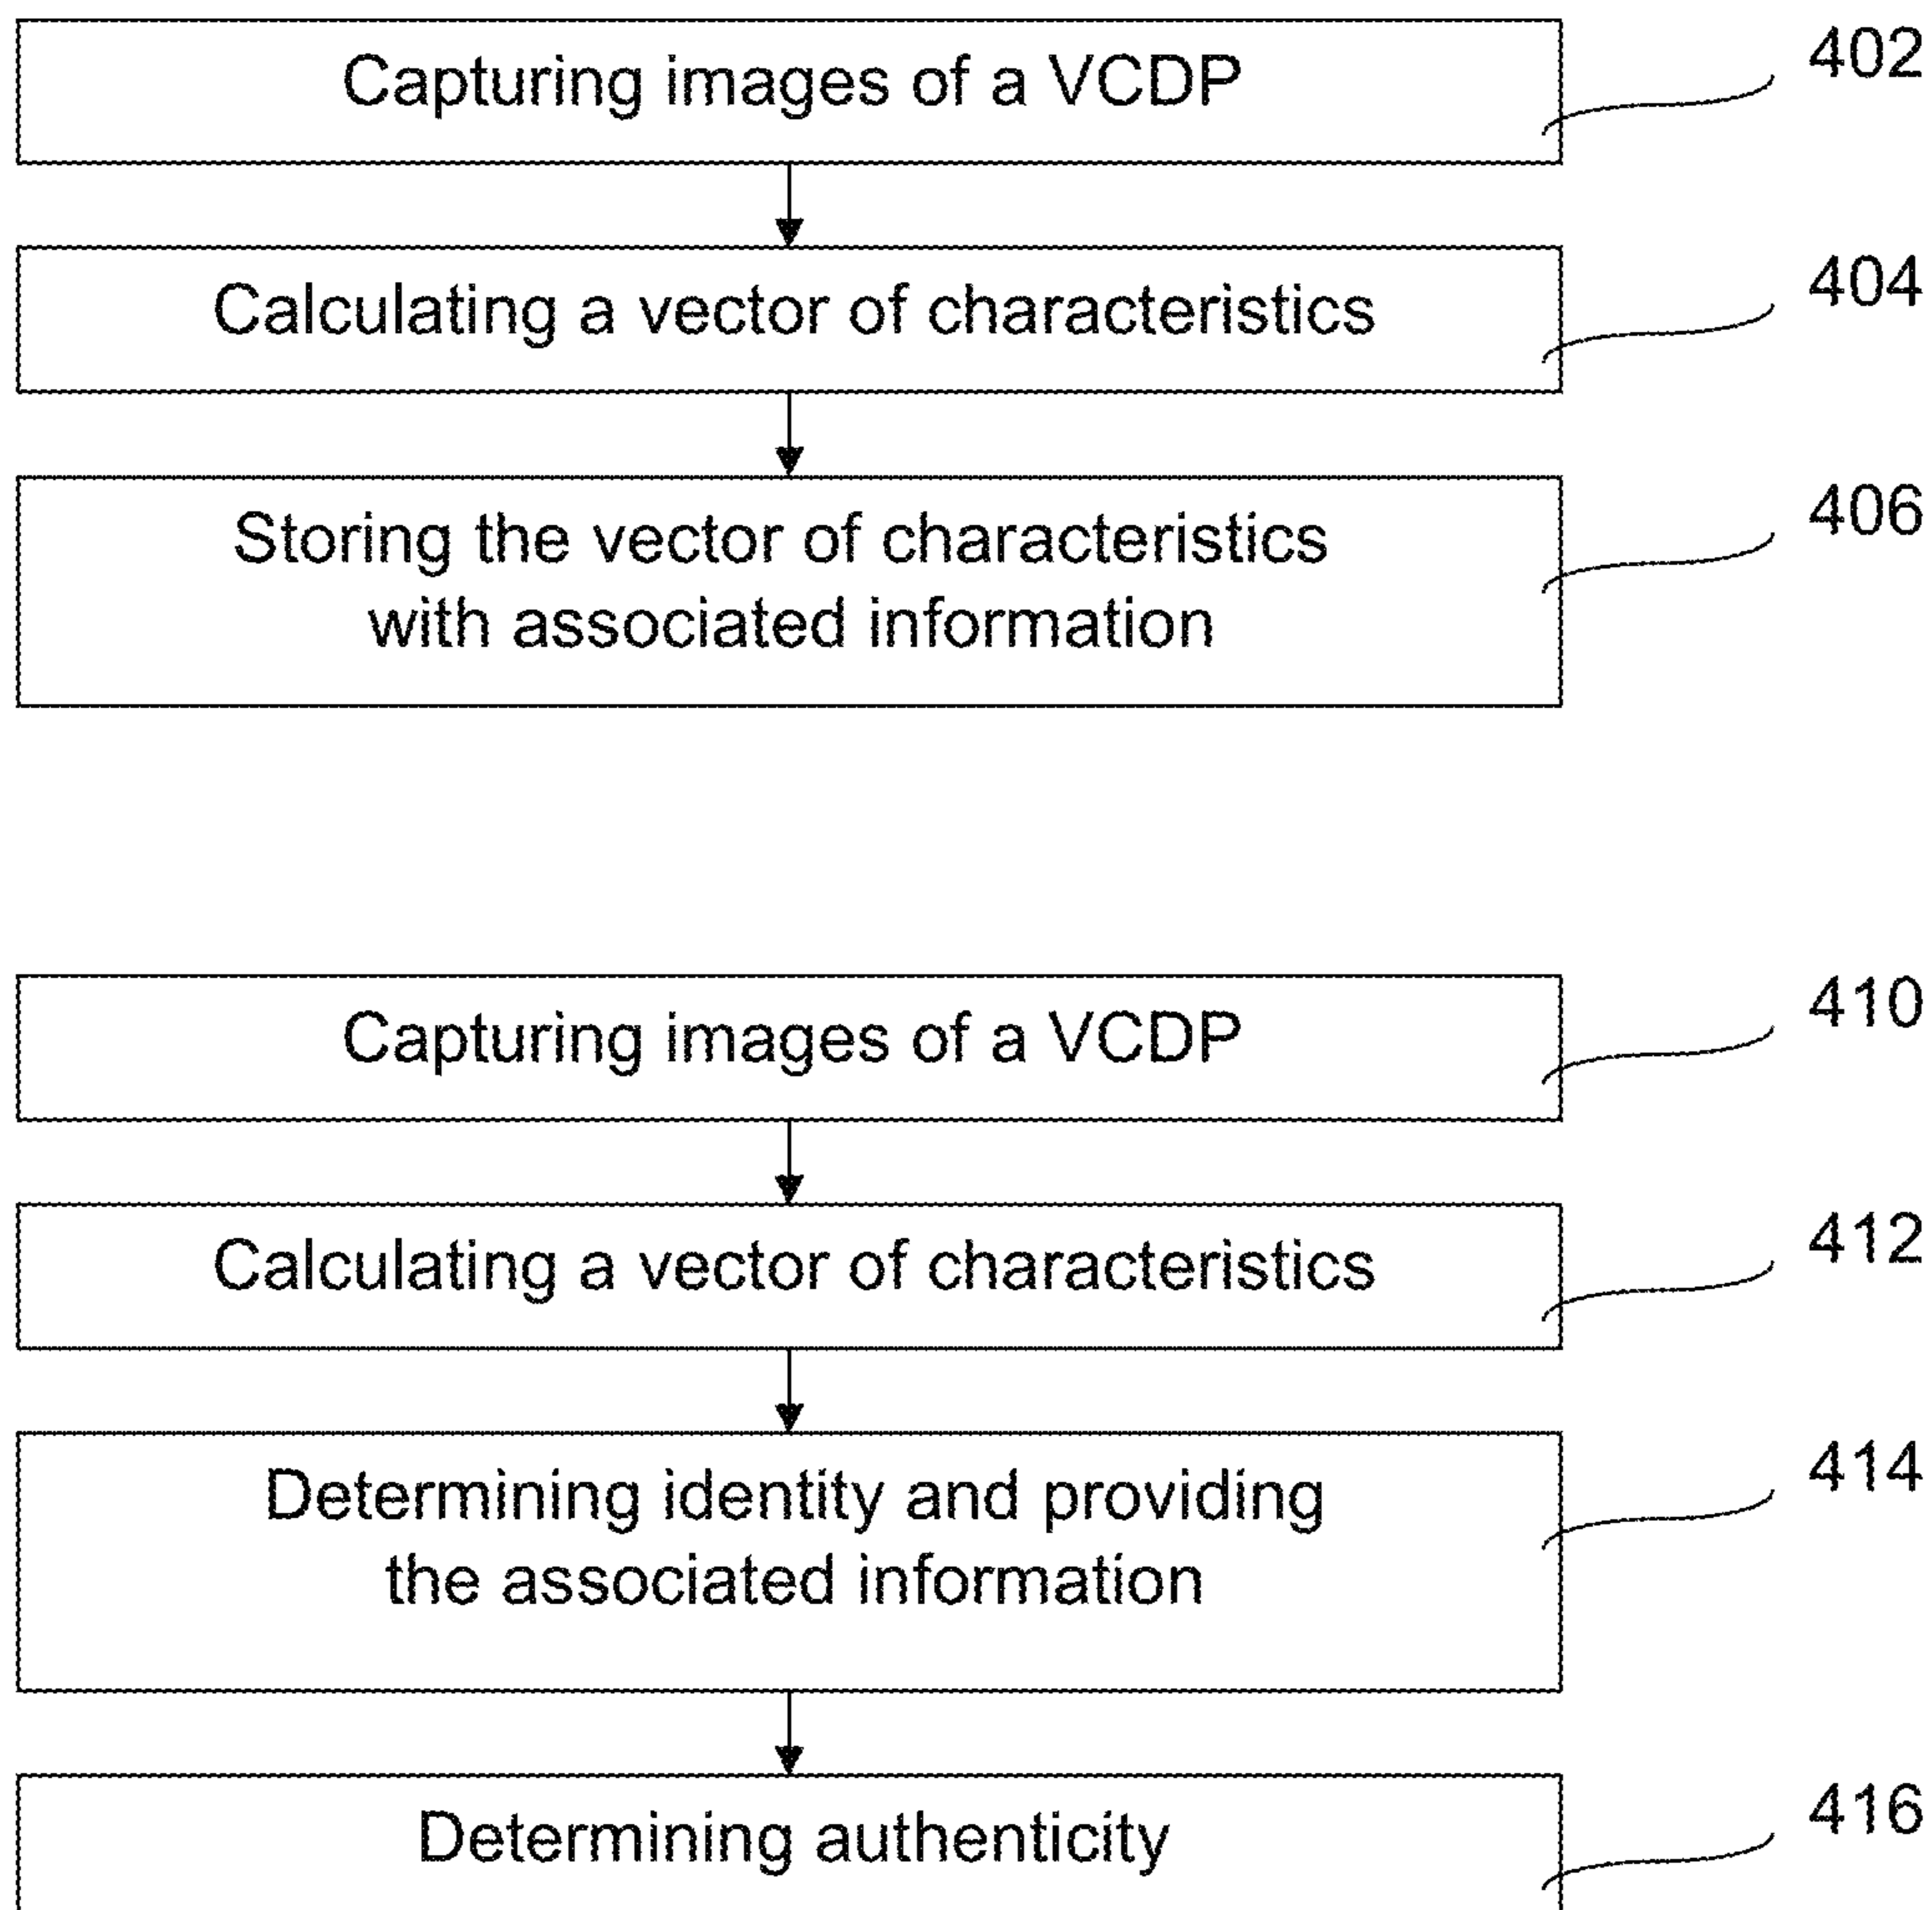 Capturing images of a VCDP
402
Calculating a vector of characteristics
404
Storing the vector of characteristics
with associated information
406
Capturing images of a VCDP
410
Calculating a vector of characteristics
412
Determining identity and providing
the associated information
414
Determining authenticity
416